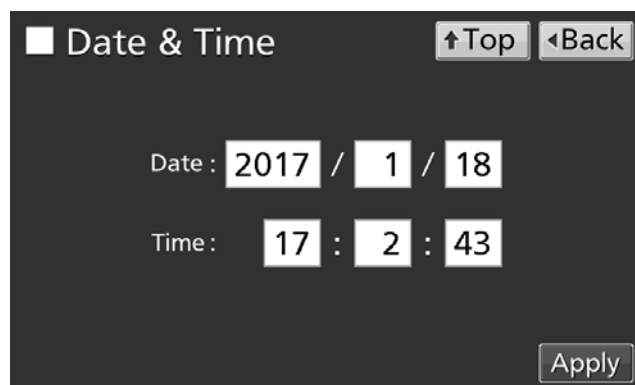 Date & Time ↑Top ◂Back
Date : 2017 / 1 / 18
Time : 17 : 2 : 43
Apply